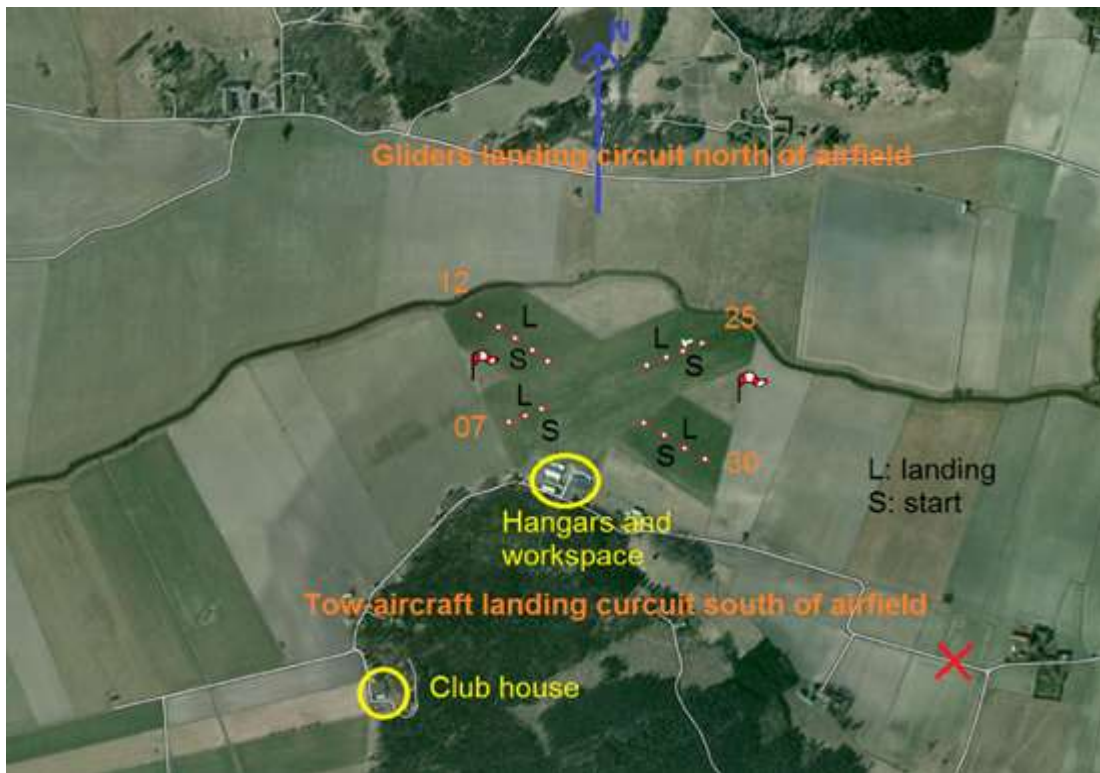 N
Gliders landing circuit north of airfield
12
L
25
L
S
S
L
07
S
L
S
30
L: landing
S: start
Hangars and
workspace
Tow-aircraft landing curcuit south of airfield
Club house